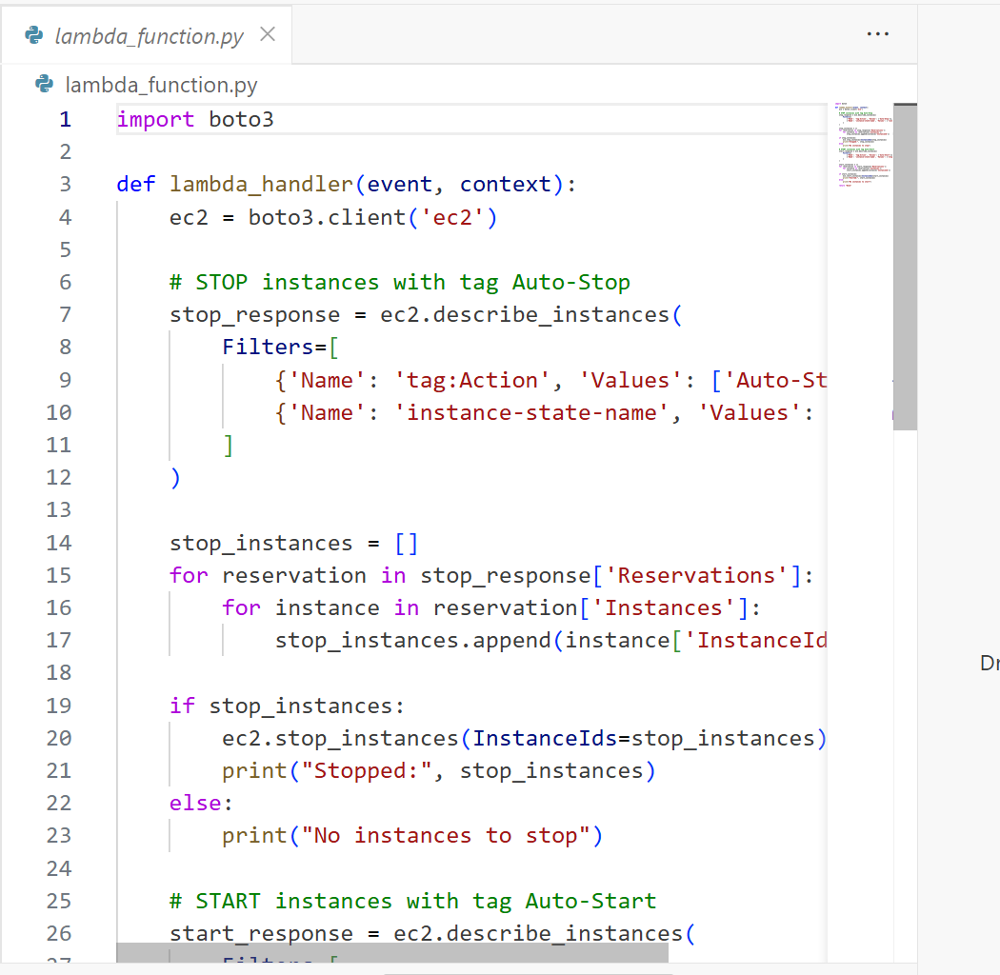 lambda_function.py
lambda_function.py
1 import boto3
2
3 def lambda_handler(event, context):
4     ec2 = boto3.client('ec2')
5
6     # STOP instances with tag Auto-Stop
7     stop_response = ec2.describe_instances(
8         Filters=[
9             {'Name': 'tag:Action', 'Values': ['Auto-St
10             {'Name': 'instance-state-name', 'Values':
11         ]
12     )
13
14     stop_instances = []
15     for reservation in stop_response['Reservations']:
16         for instance in reservation['Instances']:
17             stop_instances.append(instance['InstanceId
18
19     if stop_instances:
20         ec2.stop_instances(InstanceIds=stop_instances)
21         print("Stopped:", stop_instances)
22     else:
23         print("No instances to stop")
24
25     # START instances with tag Auto-Start
26     start_response = ec2.describe_instances(
27         Filters=[
Dr